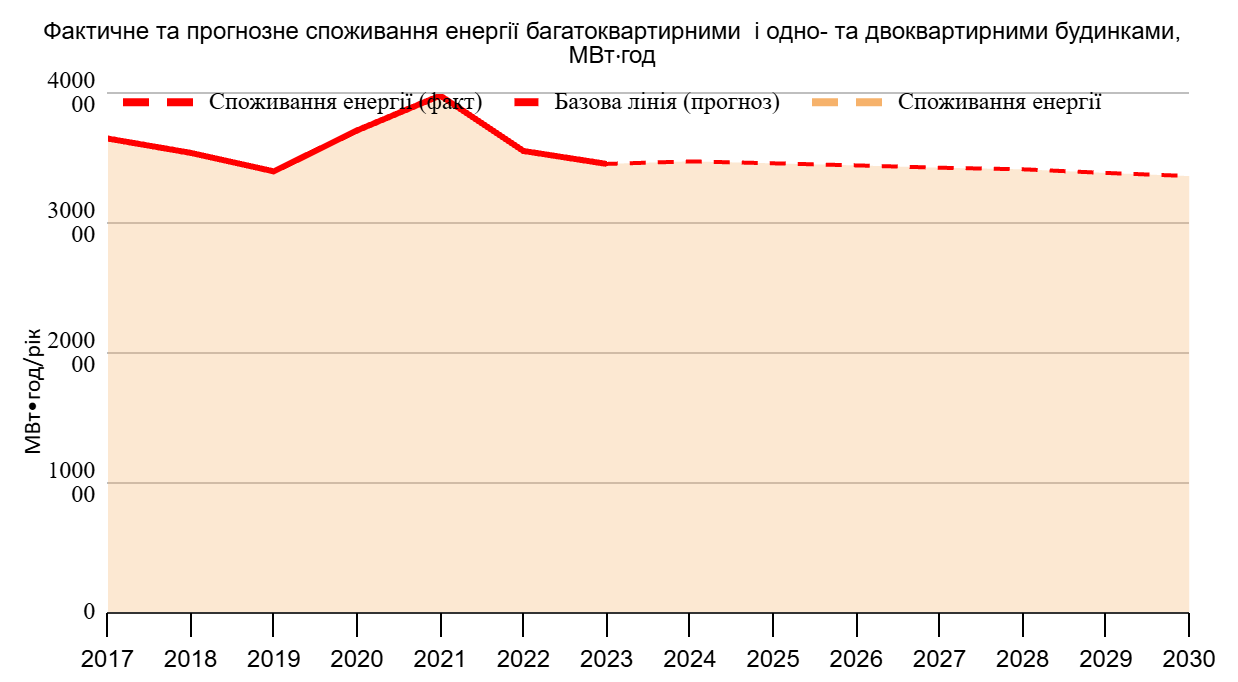 Фактичне та прогнозне споживання енергії багатоквартирними і одно- та двоквартирними будинками,
МВт·год
4000
00
Споживання енергії (факт) Базова лінія (прогноз) Споживання енергії
3000
00
2000
00
1000
00
0
МВт•год/рік
2017 2018 2019 2020 2021 2022 2023 2024 2025 2026 2027 2028 2029 2030